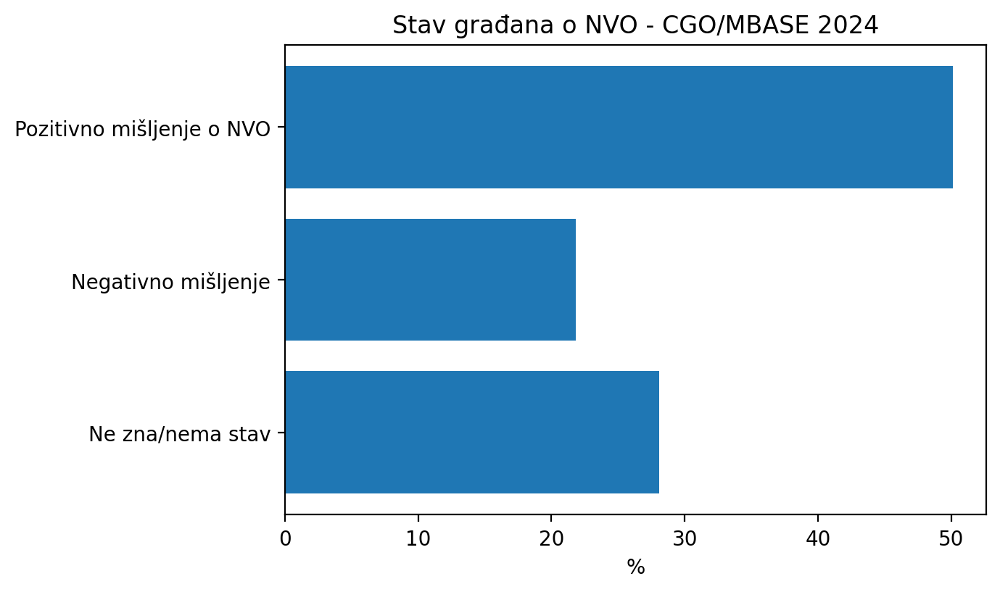 Stav građana o NVO - CGO/MBASE 2024
Pozitivno mišljenje o NVO
Negativno mišljenje
Ne zna/nema stav
0 10 20 30 40 50
%